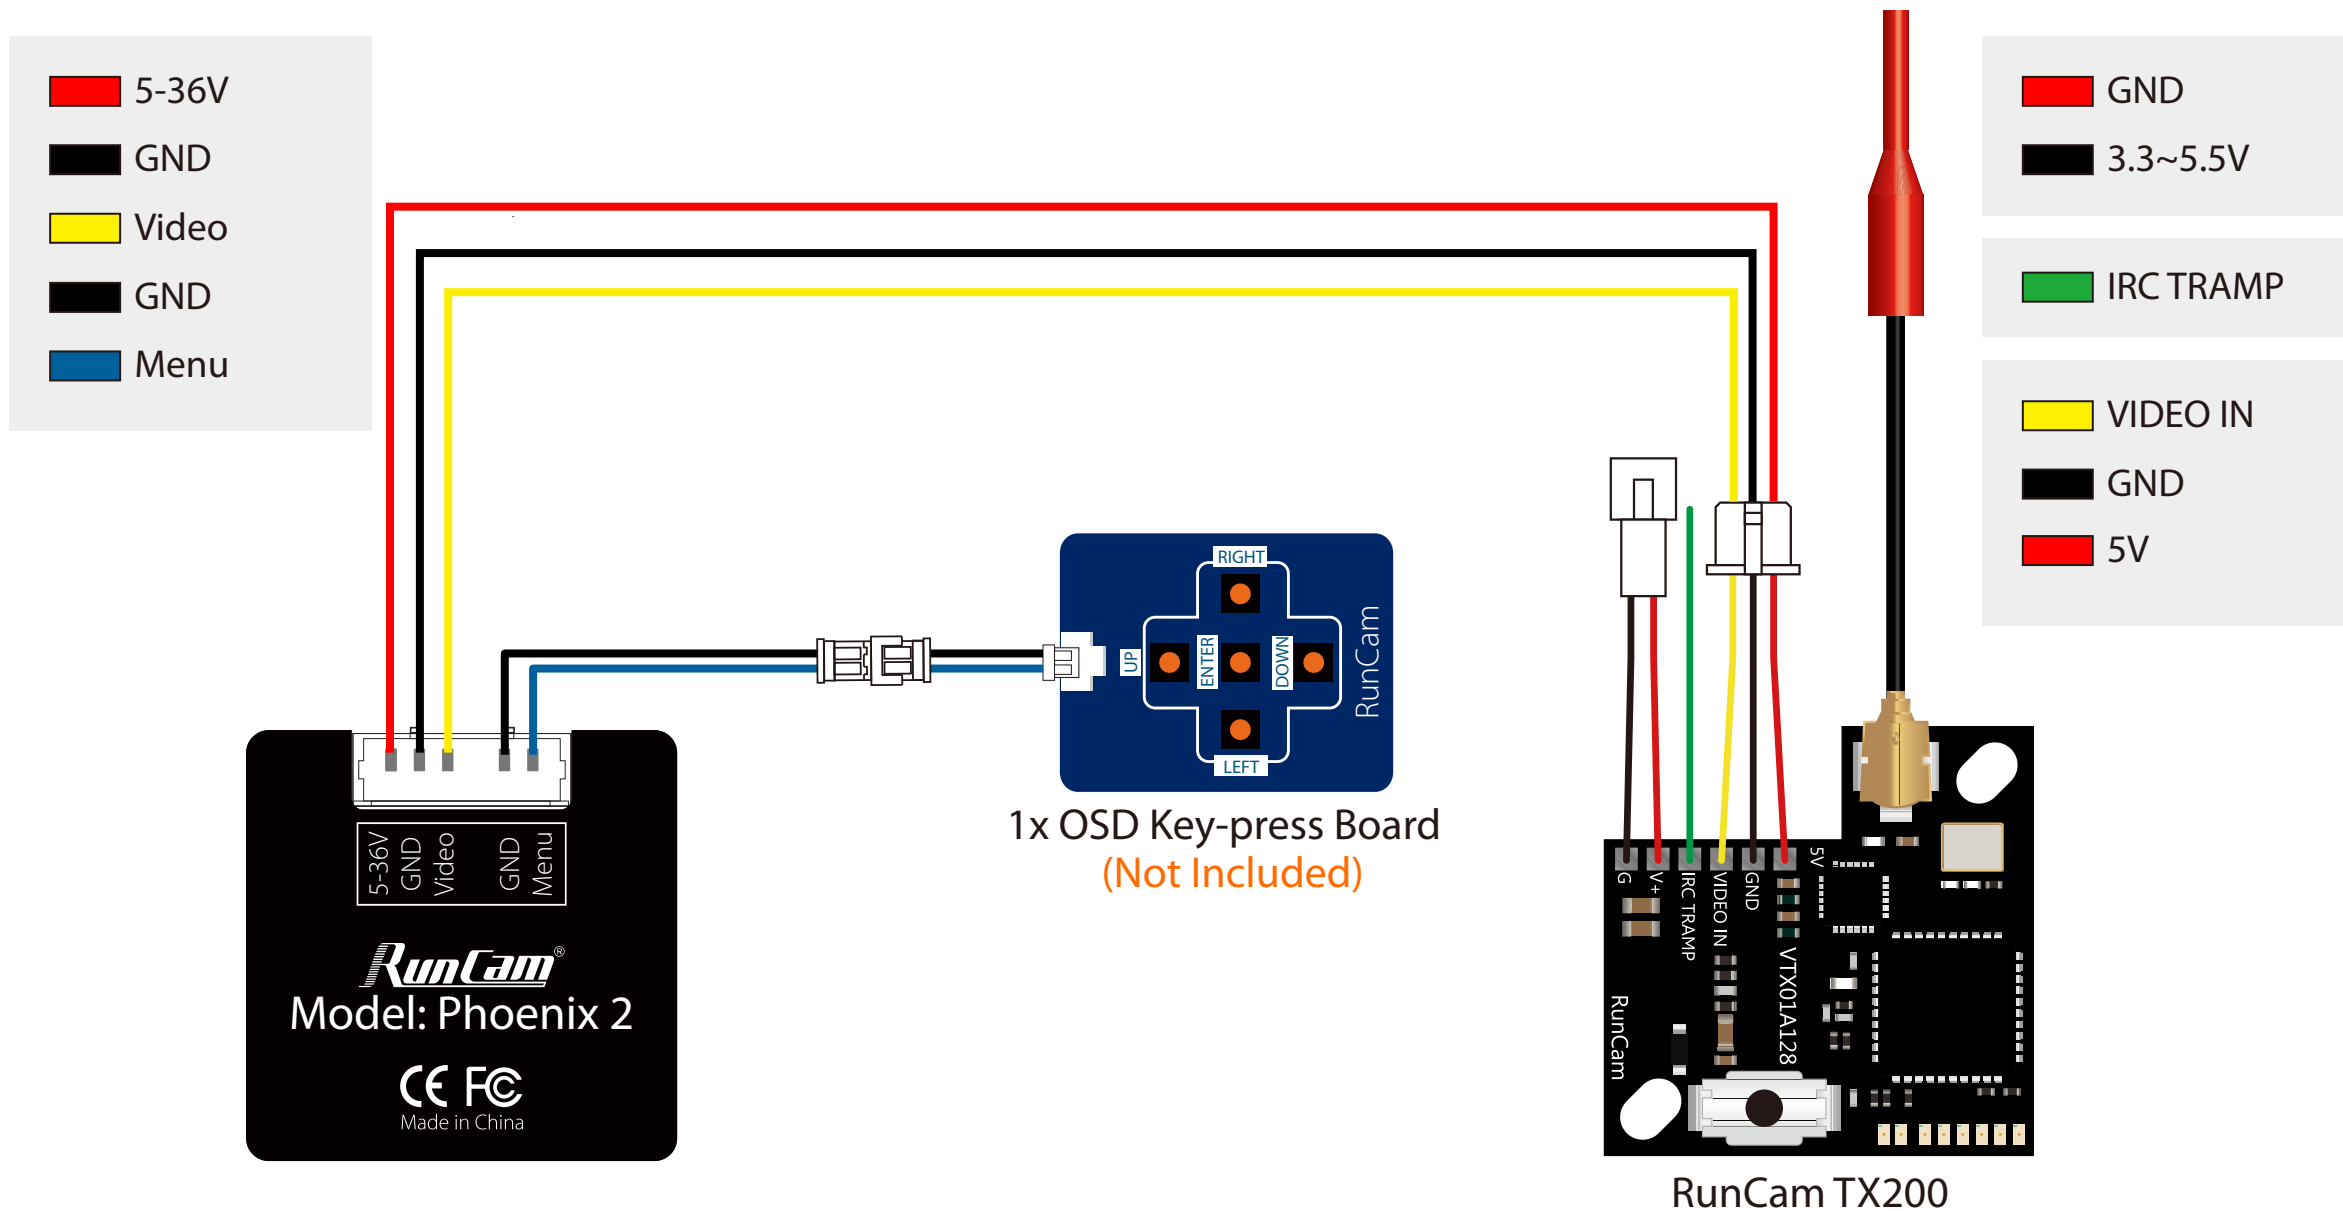 5-36V
GND
Video
GND
Menu
GND
3.3~5.5V
IRC TRAMP
VIDEO IN
GND
5V
RIGHT
UP
ENTER
DOWN
LEFT
RunCam
1x OSD Key-press Board
(Not Included)
5-36V
GND
Video
GND
Menu
RunCam®
Model: Phoenix 2
CE FC
Made in China
G
V+
IRC TRAMP
VIDEO IN
GND
5V
VTX01A128
RunCam
RunCam TX200